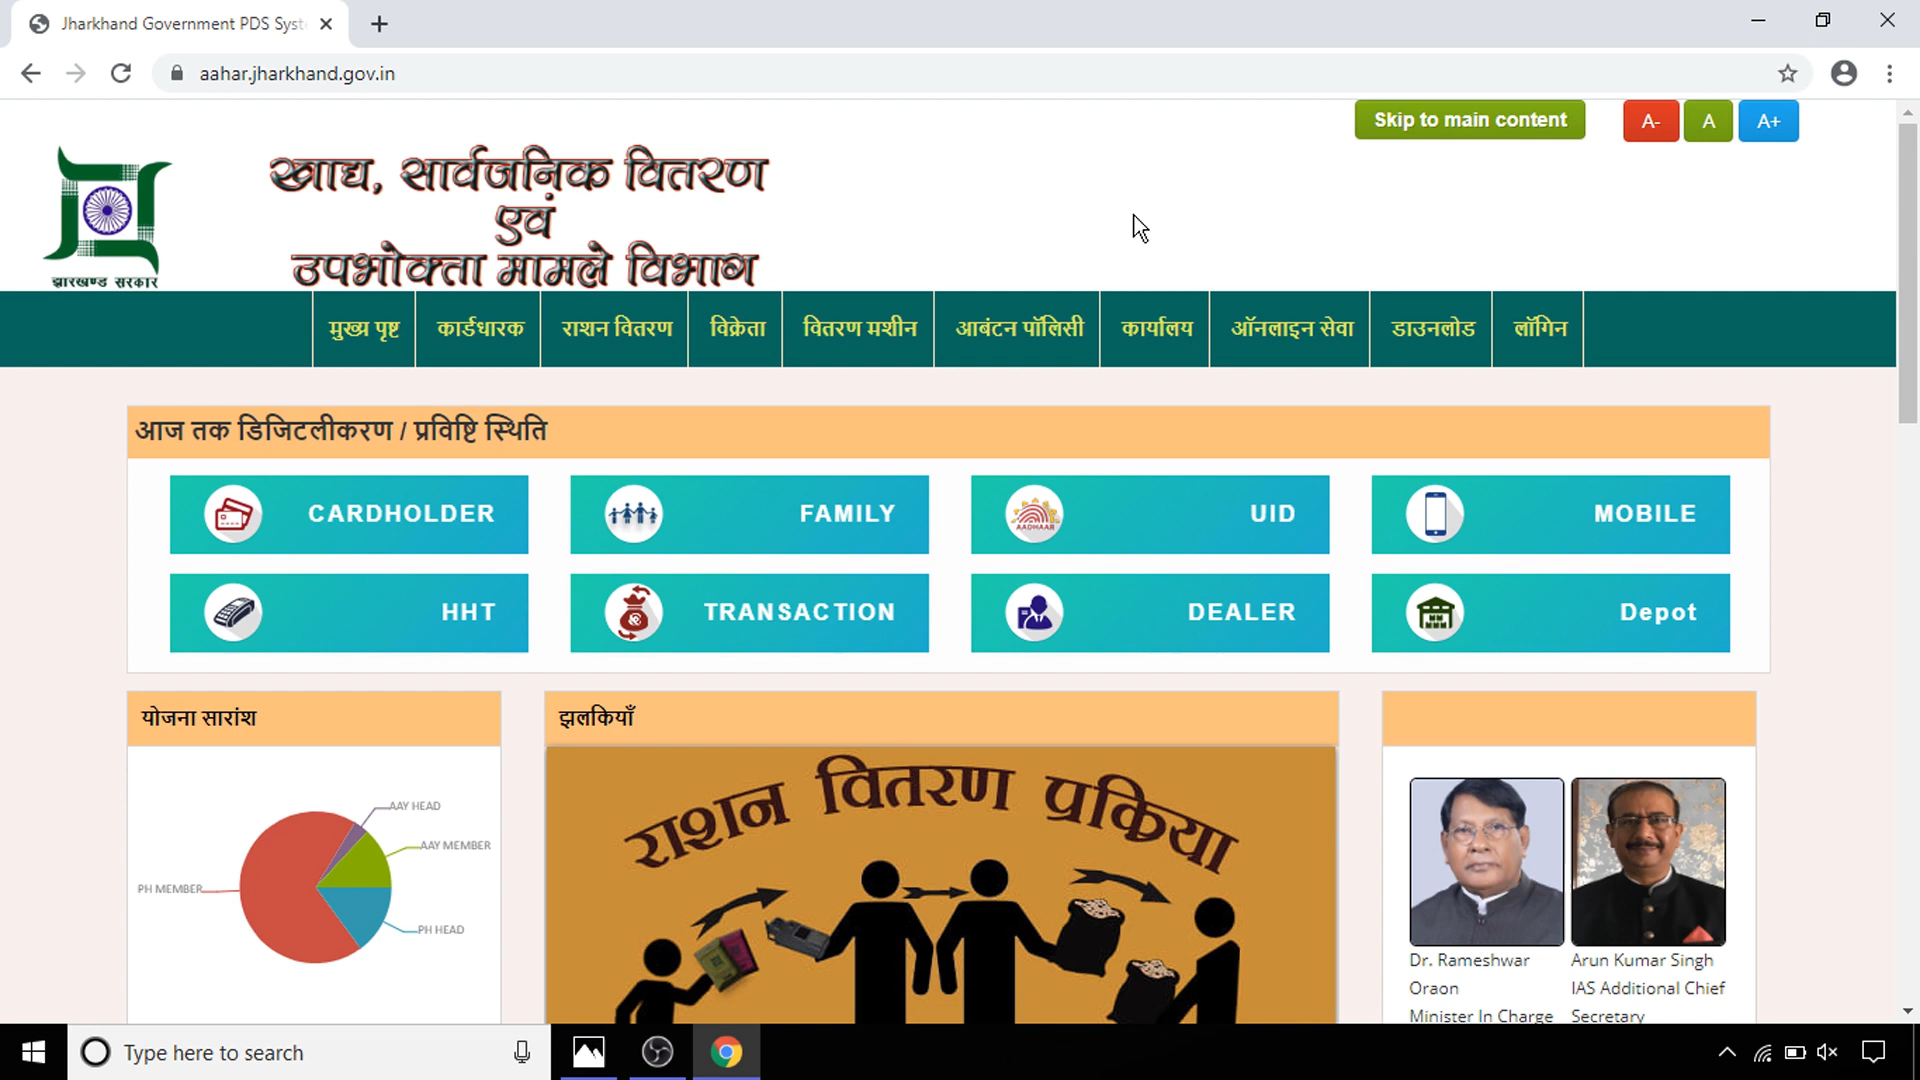 Jharkhand Government PDS Syst
aahar.jharkhand.gov.in
Skip to main content
A-
A
A+
झारखण्ड सरकार
खाद्य, सार्वजनिक वितरण
एवं
उपभोक्ता मामले विभाग
मुख्य पृष्ट
कार्डधारक
राशन वितरण
विक्रेता
वितरण मशीन
आबंटन पॉलिसी
कार्यालय
ऑनलाइन सेवा
डाउनलोड
लॉगिन
आज तक डिजिटलीकरण / प्रविष्टि स्थिति
CARDHOLDER
FAMILY
AADHAAR
UID
MOBILE
HHT
TRANSACTION
DEALER
Depot
योजना सारांश
झलकियाँ
AAY HEAD
AAY MEMBER
PH MEMBER
PH HEAD
राशन वितरण प्रक्रिया
Dr. Rameshwar
Oraon
Minister In Charge
Arun Kumar Singh
IAS Additional Chief
Secretary
Type here to search